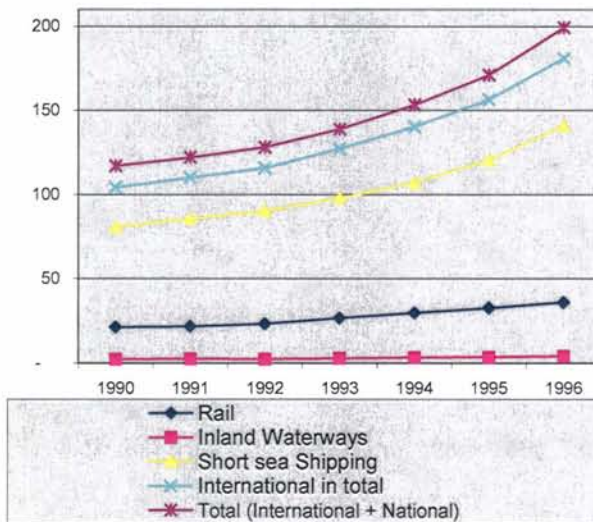 200
150
100
50
-
1990 1991 1992 1993 1994 1995 1996
Rail
Inland Waterways
Short sea Shipping
International in total
Total (International + National)